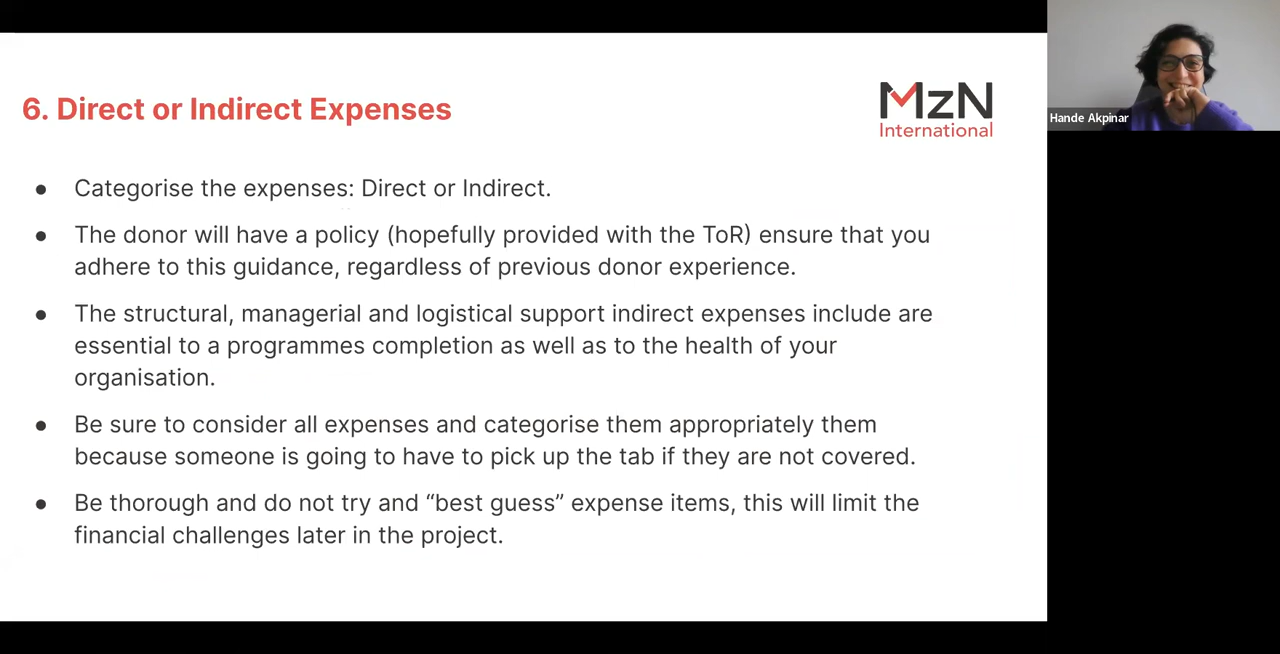 6. Direct or Indirect Expenses
MzN
International
Hande Akpinar
● Categorise the expenses: Direct or Indirect.
● The donor will have a policy (hopefully provided with the ToR) ensure that you
adhere to this guidance, regardless of previous donor experience.
● The structural, managerial and logistical support indirect expenses include are
essential to a programmes completion as well as to the health of your
organisation.
● Be sure to consider all expenses and categorise them appropriately them
because someone is going to have to pick up the tab if they are not covered.
● Be thorough and do not try and “best guess” expense items, this will limit the
financial challenges later in the project.